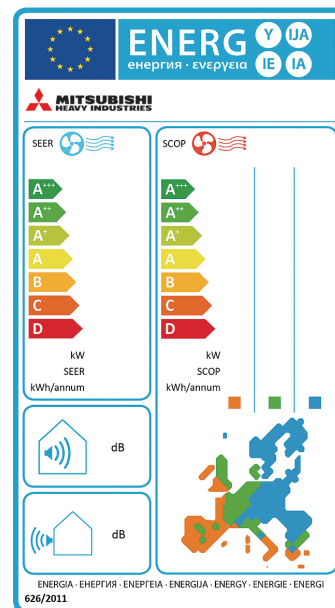 ENERG Y IJA
енергия · ενεργεια IE IA
MITSUBISHI
HEAVY INDUSTRIES
SEER
SCOP
A+++
A++
A+
A
B
C
D
A+++
A++
A+
A
B
C
D
kW
SEER
kWh/annum
kW
SCOP
kWh/annum
dB
dB
ENERGIA · ЕНЕРГИЯ · ΕΝΕΡΓΕΙΑ · ENERGIJA · ENERGY · ENERGIE · ENERGI
626/2011